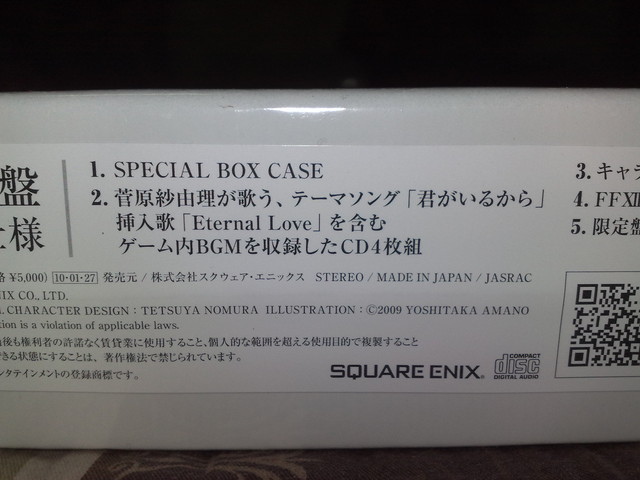 盤
仕様
1. SPECIAL BOX CASE
2. 菅原紗由理が歌う、テーマソング「君がいるから」
挿入歌「Eternal Love」を含む
ゲーム内BGMを収録したCD4枚組
3. キャラ
4. FFXIII
5. 限定盤
格 ¥5,000) 10·01·27 発売元 / 株式会社スクウェア・エニックス STEREO / MADE IN JAPAN / JASRAC
NIX CO., LTD.
CHARACTER DESIGN : TETSUYA NOMURA ILLUSTRATION : ©2009 YOSHITAKA AMANO
tion is a violation of applicable laws.
後も権利者の許諾なく賃貸業に使用すること、個人的な範囲を超える使用目的で複製すること
できる状態にすることは、著作権法で禁じられています。
ンタテインメントの登録商標です。
SQUARE ENIX.
COMPACT
disc
DIGITAL AUDIO